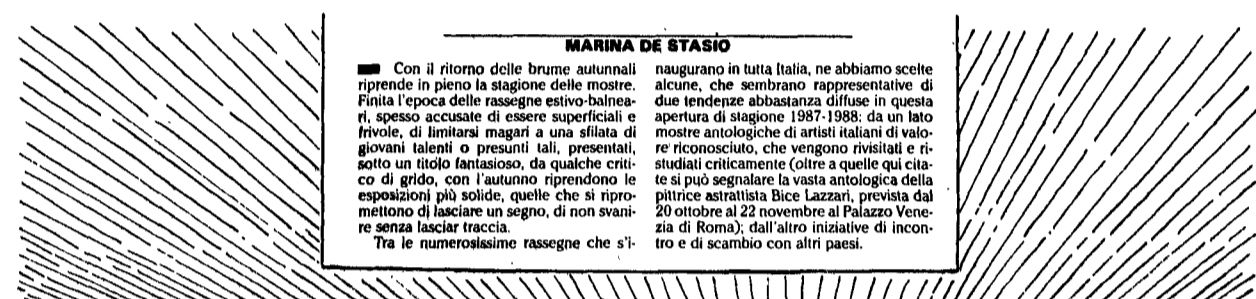 MARINA DE STASIO
Con il ritorno delle brume autunnali
riprende in pieno la stagione delle mostre.
Finita l'epoca delle rassegne estivo-balnea-
ri, spesso accusate di essere superficiali e
frivole, di limitarsi magari a una sfilata di
giovani talenti o presunti tali, presentati,
sotto un titolo fantasioso, da qualche criti-
co di grido, con l'autunno riprendono le
esposizioni più solide, quelle che si ripro-
mettono di lasciare un segno, di non svani-
re senza lasciar traccia.
Tra le numerosissime rassegne che s'i-
naugurano in tutta Italia, ne abbiamo scelte
alcune, che sembrano rappresentative di
due tendenze abbastanza diffuse in questa
apertura di stagione 1987-1988: da un lato
mostre antologiche di artisti italiani di valo-
re riconosciuto, che vengono rivisitati e ri-
studiati criticamente (oltre a quelle qui cita-
te si può segnalare la vasta antologica della
pittrice astrattista Bice Lazzari, prevista dal
20 ottobre al 22 novembre al Palazzo Vene-
zia di Roma); dall'altro iniziative di incon-
tro e di scambio con altri paesi.